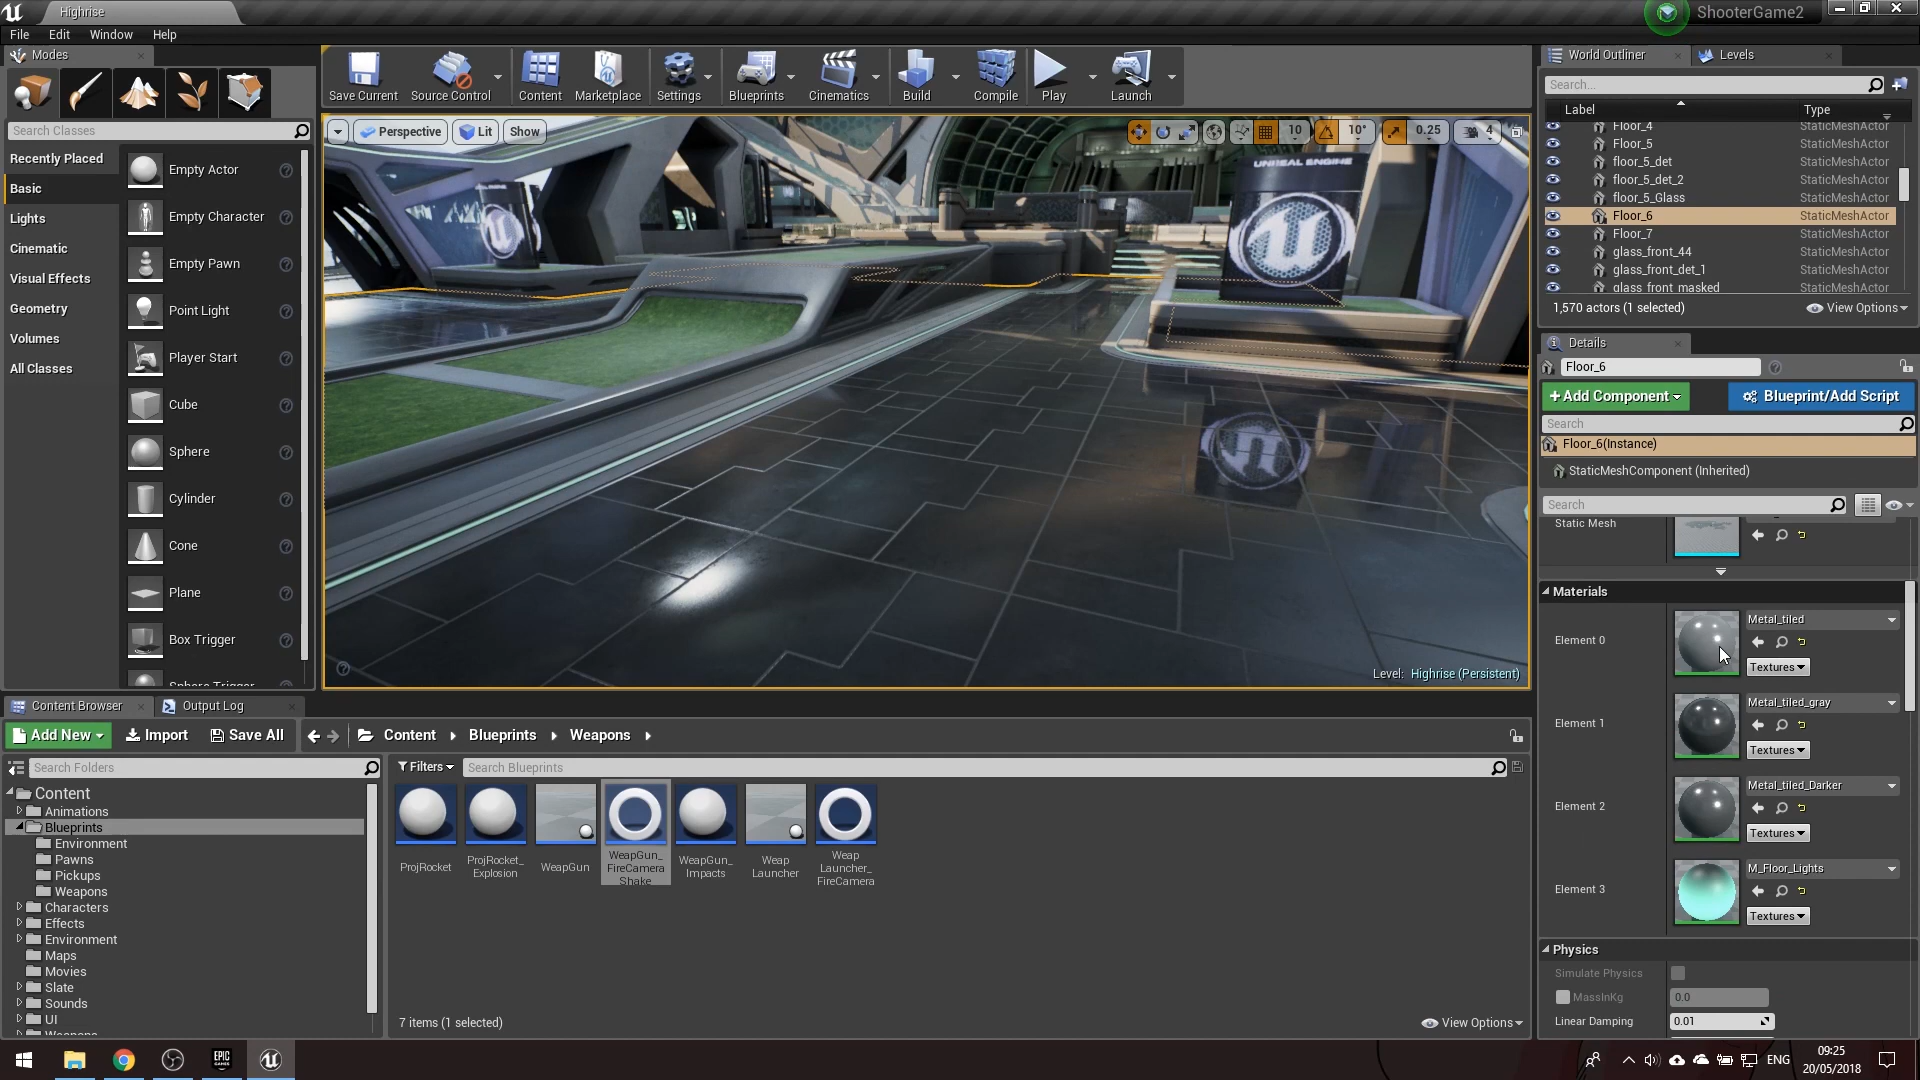 Highrise
ShooterGame2
File Edit Window Help
Modes
Search Classes
Recently Placed
Basic
Lights
Cinematic
Visual Effects
Geometry
Volumes
All Classes
Empty Actor
Empty Character
Empty Pawn
Point Light
Player Start
Cube
Sphere
Cylinder
Cone
Plane
Box Trigger
Sphere Trigger
Save Current
Source Control
Content
Marketplace
Settings
Blueprints
Cinematics
Build
Compile
Play
Launch
Perspective
Lit
Show
10
10°
0.25
4
UNREAL ENGINE
Level: Highrise (Persistent)
World Outliner
Levels
Search...
Label Type
Floor_4 StaticMeshActor
Floor_5 StaticMeshActor
floor_5_det StaticMeshActor
floor_5_det_2 StaticMeshActor
floor_5_Glass StaticMeshActor
Floor_6 StaticMeshActor
Floor_7 StaticMeshActor
glass_front_44 StaticMeshActor
glass_front_det_1 StaticMeshActor
glass_front_masked StaticMeshActor
1,570 actors (1 selected)
View Options
Details
Floor_6
+Add Component
Blueprint/Add Script
Search
Floor_6(Instance)
StaticMeshComponent (Inherited)
Search
Static Mesh
Materials
Element 0
Metal_tiled
Textures
Element 1
Metal_tiled_gray
Textures
Element 2
Metal_tiled_Darker
Textures
Element 3
M_Floor_Lights
Textures
Physics
Simulate Physics
MassInKg 0.0
Linear Damping 0.01
Content Browser
Output Log
Add New
Import
Save All
Content
Blueprints
Weapons
Search Folders
Filters
Search Blueprints
Content
Animations
Blueprints
Environment
Pawns
Pickups
Weapons
Characters
Effects
Environment
Maps
Movies
Slate
Sounds
UI
Weapons
ProjRocket
ProjRocket_
Explosion
WeapGun
WeapGun_
FireCamera
Shake
WeapGun_
Impacts
Weap
Launcher
Weap
Launcher_
FireCamera
7 items (1 selected)
View Options
EPIC
GAMES
ENG
09:25
20/05/2018